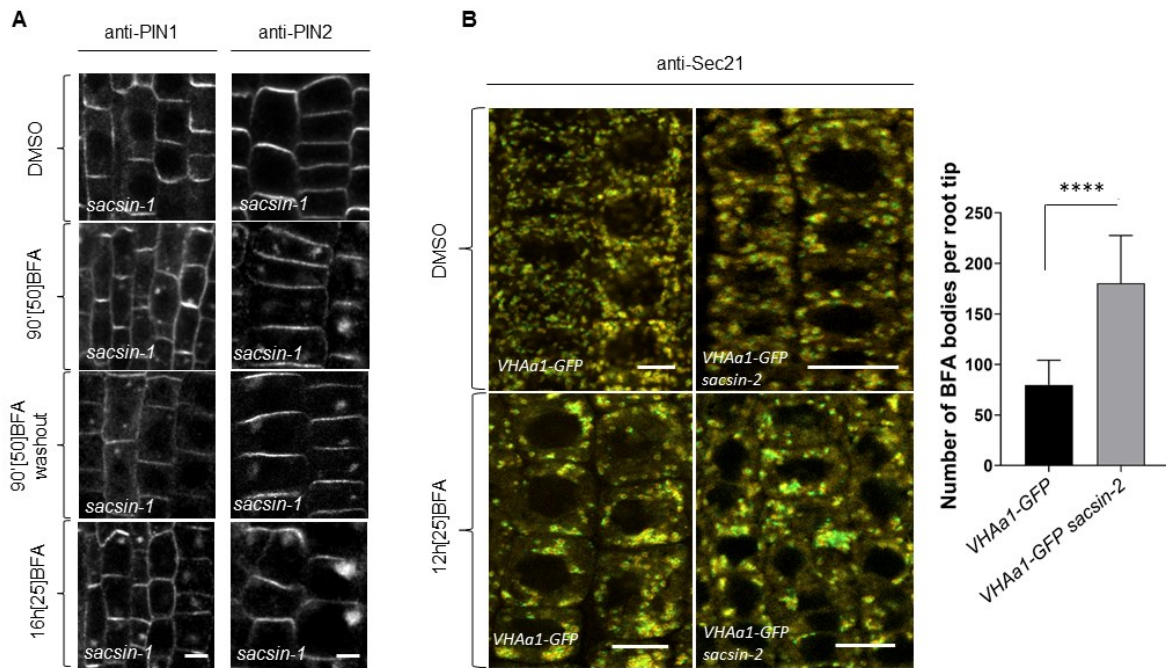 A
anti-PIN1
anti-PIN2
DMSO
sacsin-1
sacsin-1
90'[50]BFA
sacsin-1
sacsin-1
90'[50]BFA
washout
sacsin-1
sacsin-1
16h[25]BFA
sacsin-1
sacsin-1
B
anti-Sec21
DMSO
VHAa1-GFP
VHAa1-GFP
sacsin-2
12h[25]BFA
VHAa1-GFP
VHAa1-GFP
sacsin-2
Number of BFA bodies per root tip
****
250
200
150
100
50
0
VHAa1-GFP
VHAa1-GFP sacsin-2